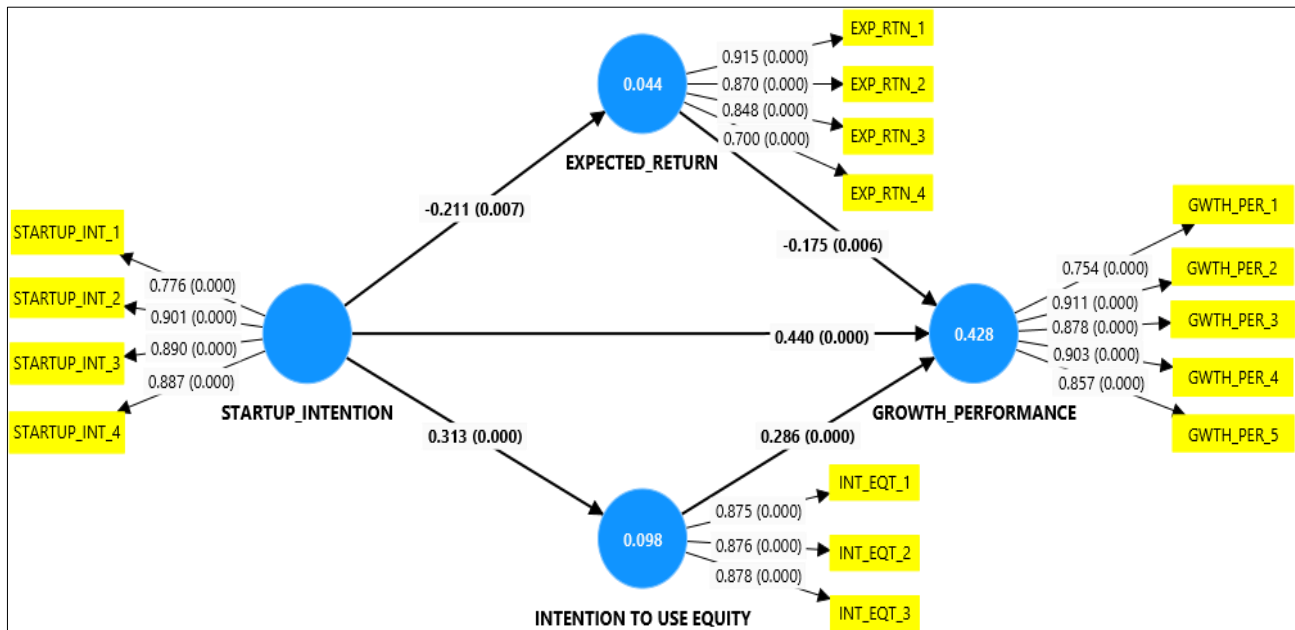 EXP_RTN_1
0.915 (0.000)
EXP_RTN_2
0.870 (0.000)
0.044
0.848 (0.000)
EXP_RTN_3
0.700 (0.000)
EXPECTED_RETURN
EXP_RTN_4
-0.211 (0.007)
-0.175 (0.006)
STARTUP_INT_1
0.776 (0.000)
STARTUP_INT_2
0.901 (0.000)
STARTUP_INT_3
0.890 (0.000)
0.887 (0.000)
STARTUP_INT_4
STARTUP_INTENTION
0.440 (0.000)
0.428
GROWTH_PERFORMANCE
GWTH_PER_1
0.754 (0.000)
GWTH_PER_2
0.911 (0.000)
GWTH_PER_3
0.878 (0.000)
0.903 (0.000)
GWTH_PER_4
0.857 (0.000)
GWTH_PER_5
0.313 (0.000)
0.286 (0.000)
INT_EQT_1
0.875 (0.000)
0.098
0.876 (0.000)
INT_EQT_2
0.878 (0.000)
INT_EQT_3
INTENTION TO USE EQUITY